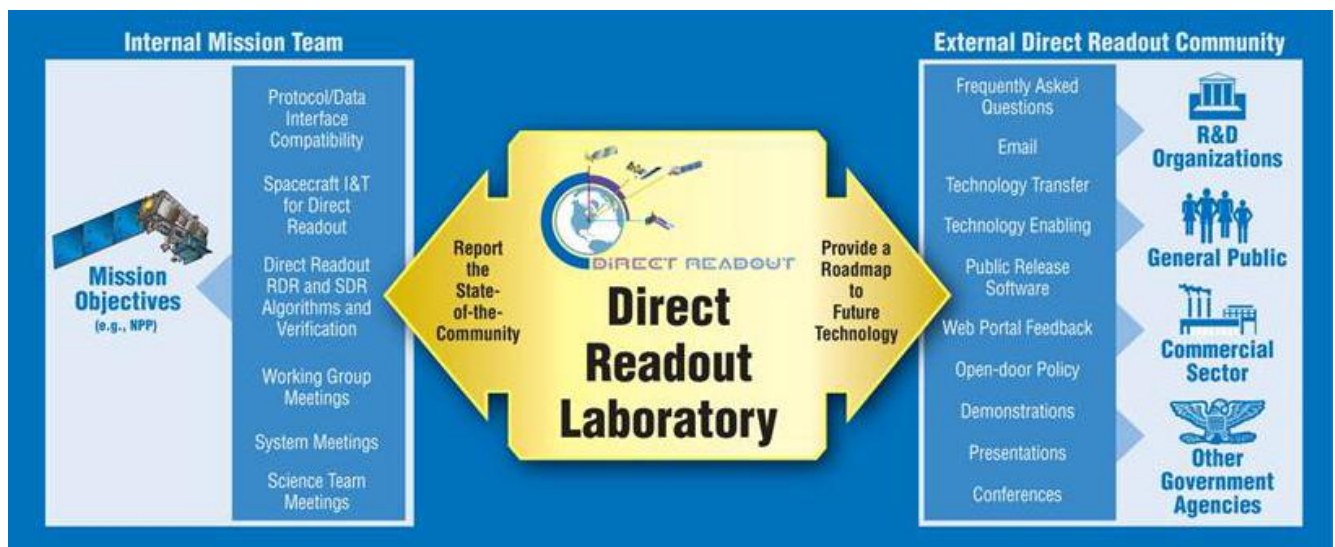 Internal Mission Team
Protocol/Data
Interface
Compatibility
Spacecraft I&T
for Direct
Readout
Direct Readout
RDR and SDR
Algorithms and
Verification
Working Group
Meetings
System Meetings
Science Team
Meetings
Mission
Objectives
(e.g., NPP)
Report
the
State-
of-the-
Community
DIRECT READOUT
Direct
Readout
Laboratory
Provide a
Roadmap
to
Future
Technology
External Direct Readout Community
Frequently Asked
Questions
Email
Technology Transfer
Technology Enabling
Public Release
Software
Web Portal Feedback
Open-door Policy
Demonstrations
Presentations
Conferences
R&D
Organizations
General Public
Commercial
Sector
Other
Government
Agencies